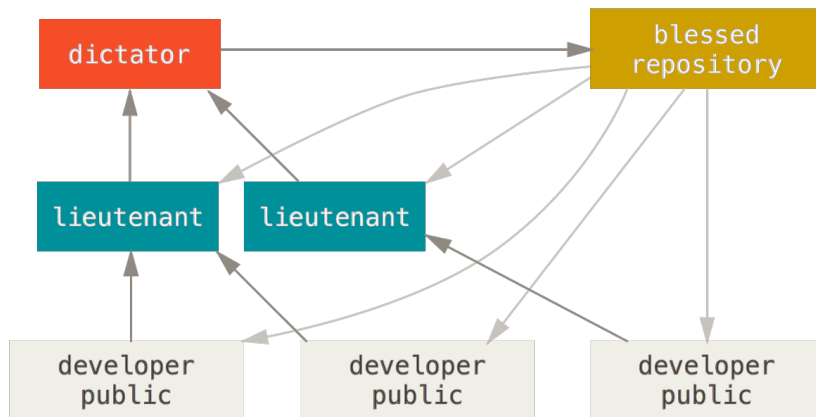 dictator
blessed
repository
lieutenant
lieutenant
developer
public
developer
public
developer
public